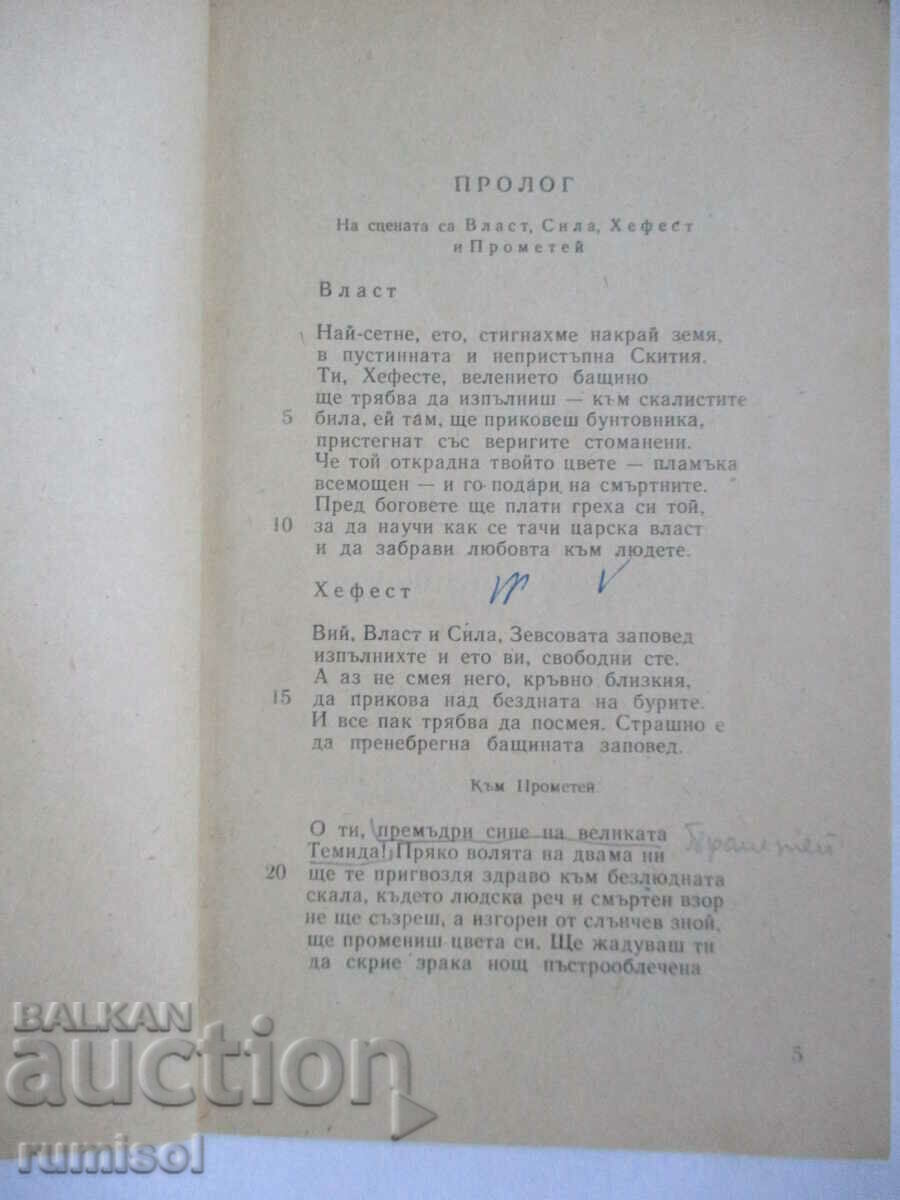 ПРОЛОГ
На сцената са Власт, Сила, Хефест
и Прометей
Власт
Най-сетне, ето, стигнахме накрай земя,
в пустинната и непристъпна Скития.
Ти, Хефесте, велението бащино
ще трябва да изпълниш — към скалистите
5 била, ей там, ще приковеш бунтовника,
пристегнат със веригите стоманени.
Че той открадна твойто цвете — пламъка
всемощен — и го подари на смъртните.
Пред боговете ще плати греха си той,
10 за да научи как се тачи царска власт
и да забрави любовта към людете.
Хефест
Вий, Власт и Сила, Зевсовата заповед
изпълнихте и ето ви, свободни сте.
А аз не смея него, кръвно близкия,
15 да прикова над бездната на бурите.
И все пак трябва да посмея. Страшно е
да пренебрегна бащината заповед.
Към Прометей
О ти, премъдри сине на великата
Темида! Пряко волята на двама ни
20 ще те пригвоздя здраво към безлюдната
скала, където людска реч и смъртен взор
не ще съзреш, а изгорен от слънчев зной,
ще промениш цвета си. Ще жадуваш ти
да скрие зрака нощ пъстрооблечена
5
BALKAN
auction
rumisol